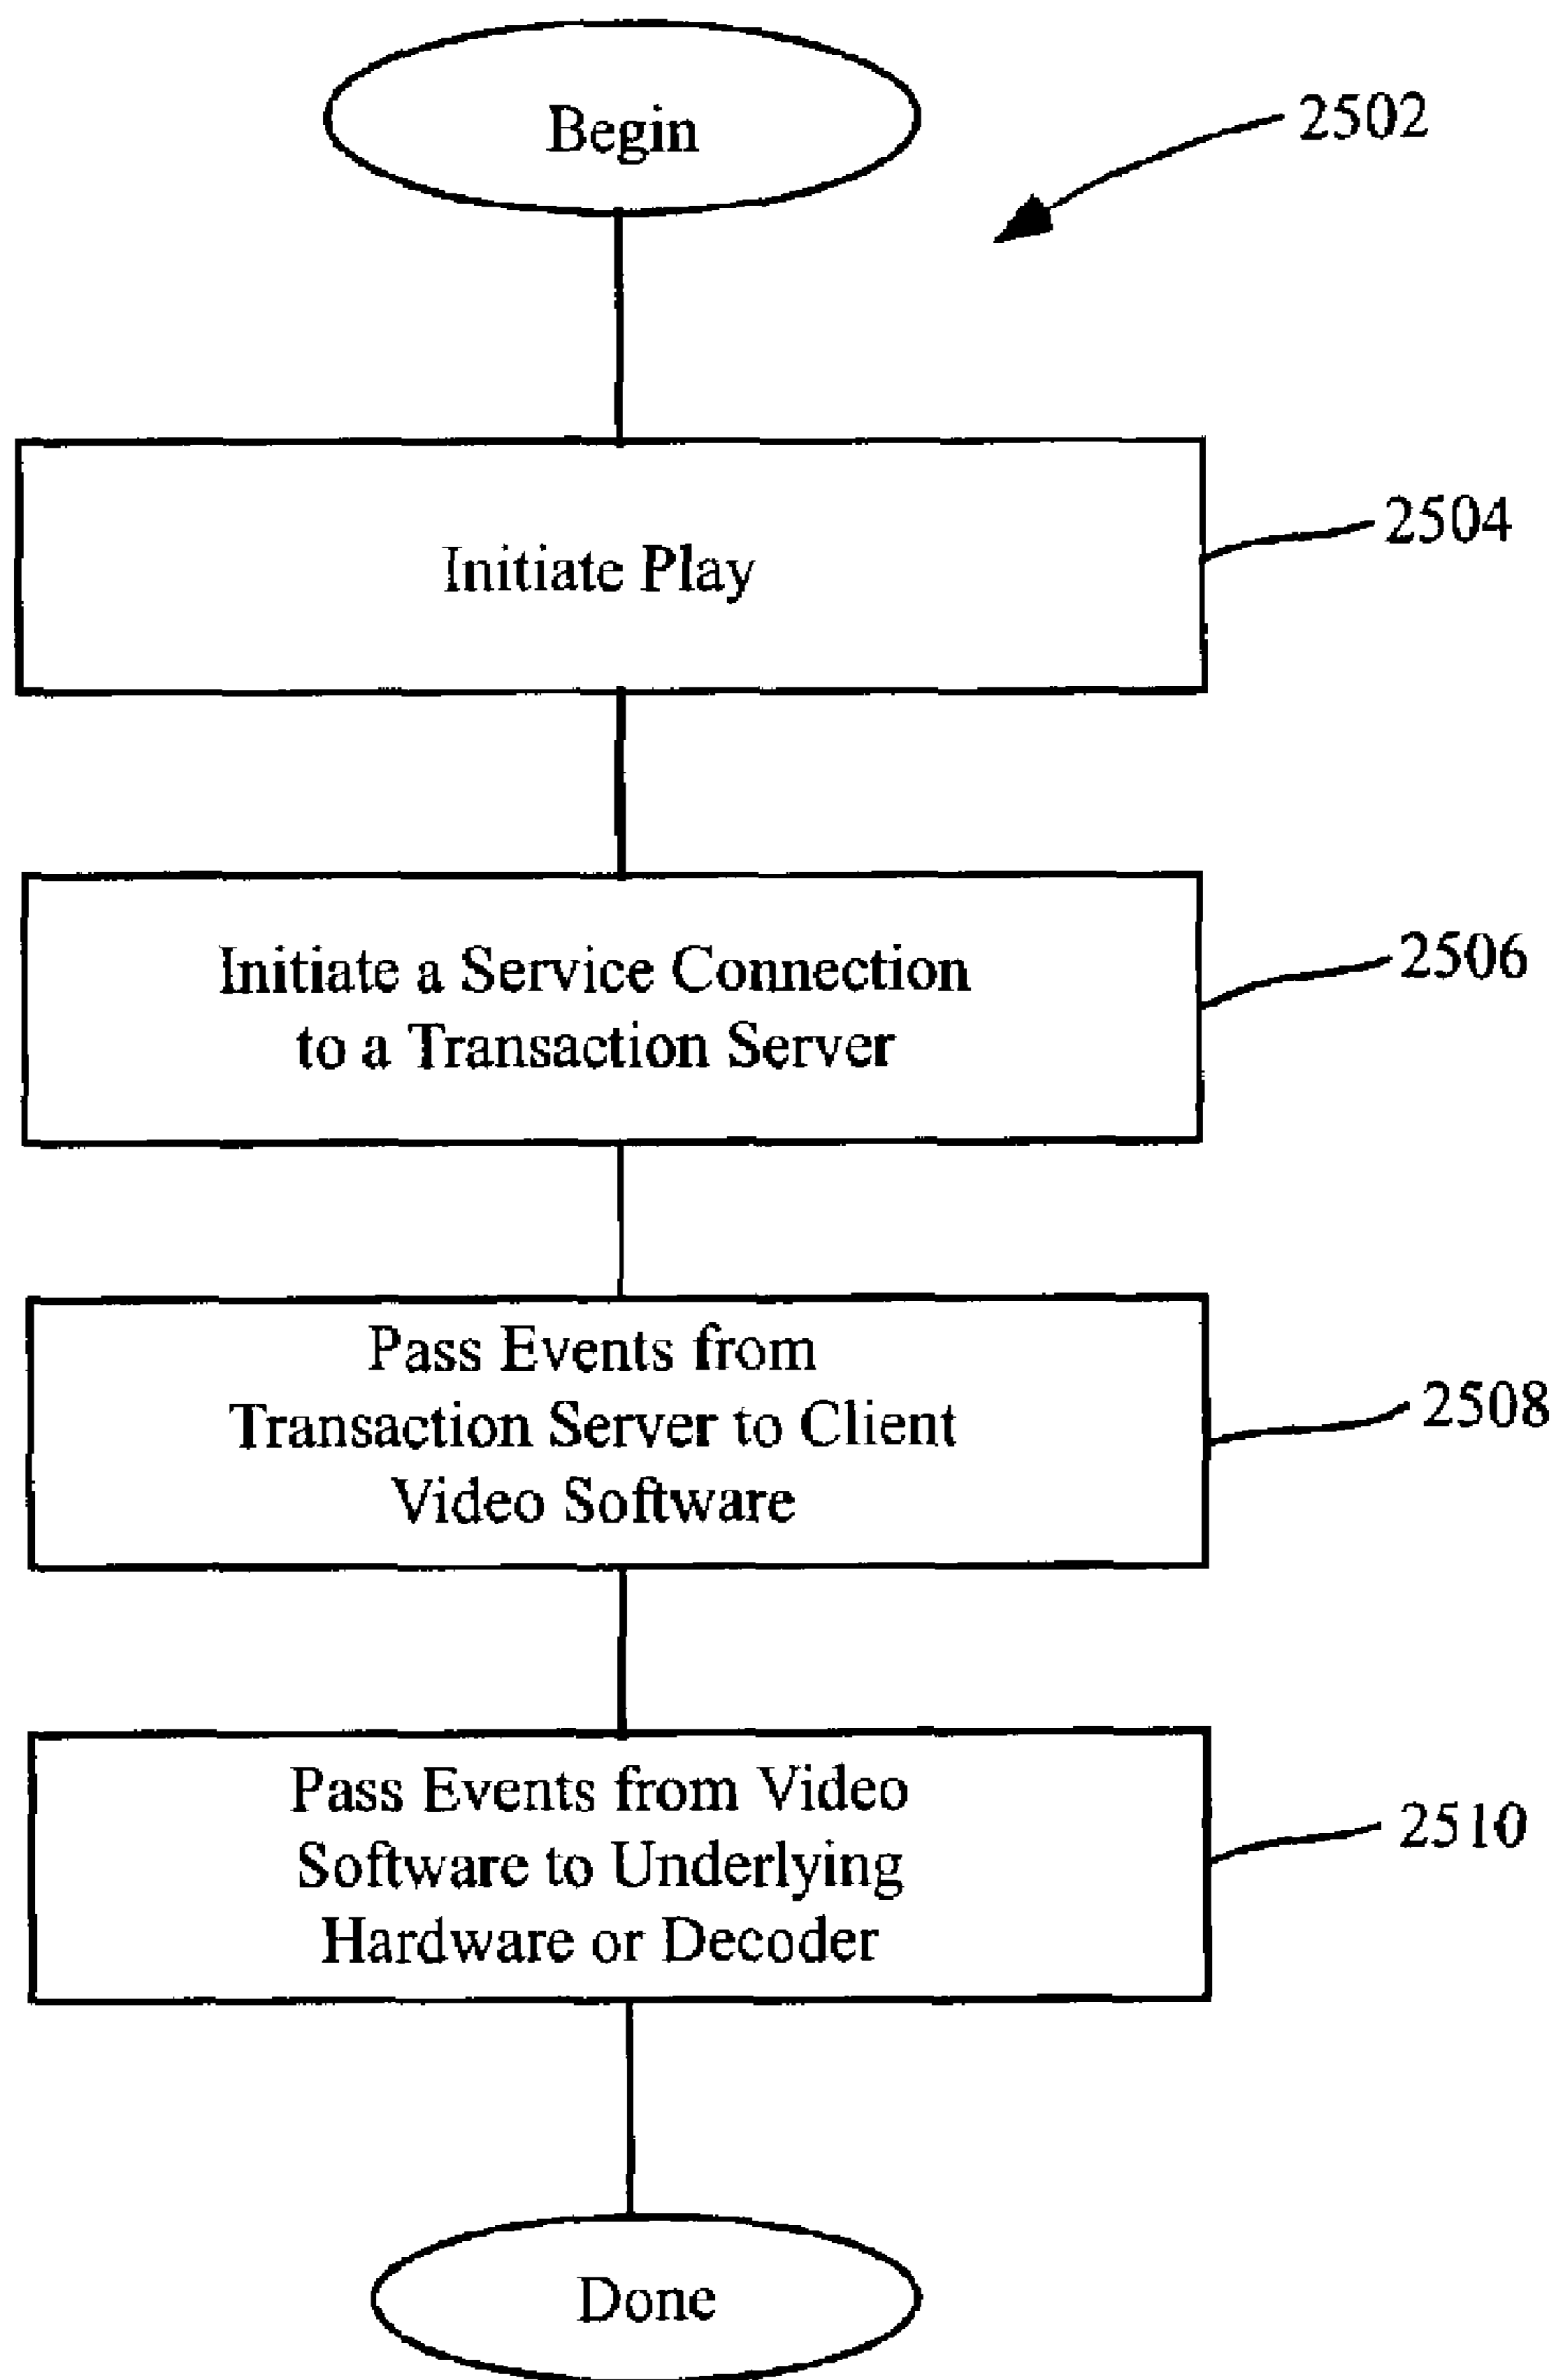 Begin
2502
Initiate Play
2504
Initiate a Service Connection
to a Transaction Server
2506
Pass Events from
Transaction Server to Client
Video Software
2508
Pass Events from Video
Software to Underlying
Hardware or Decoder
2510
Done